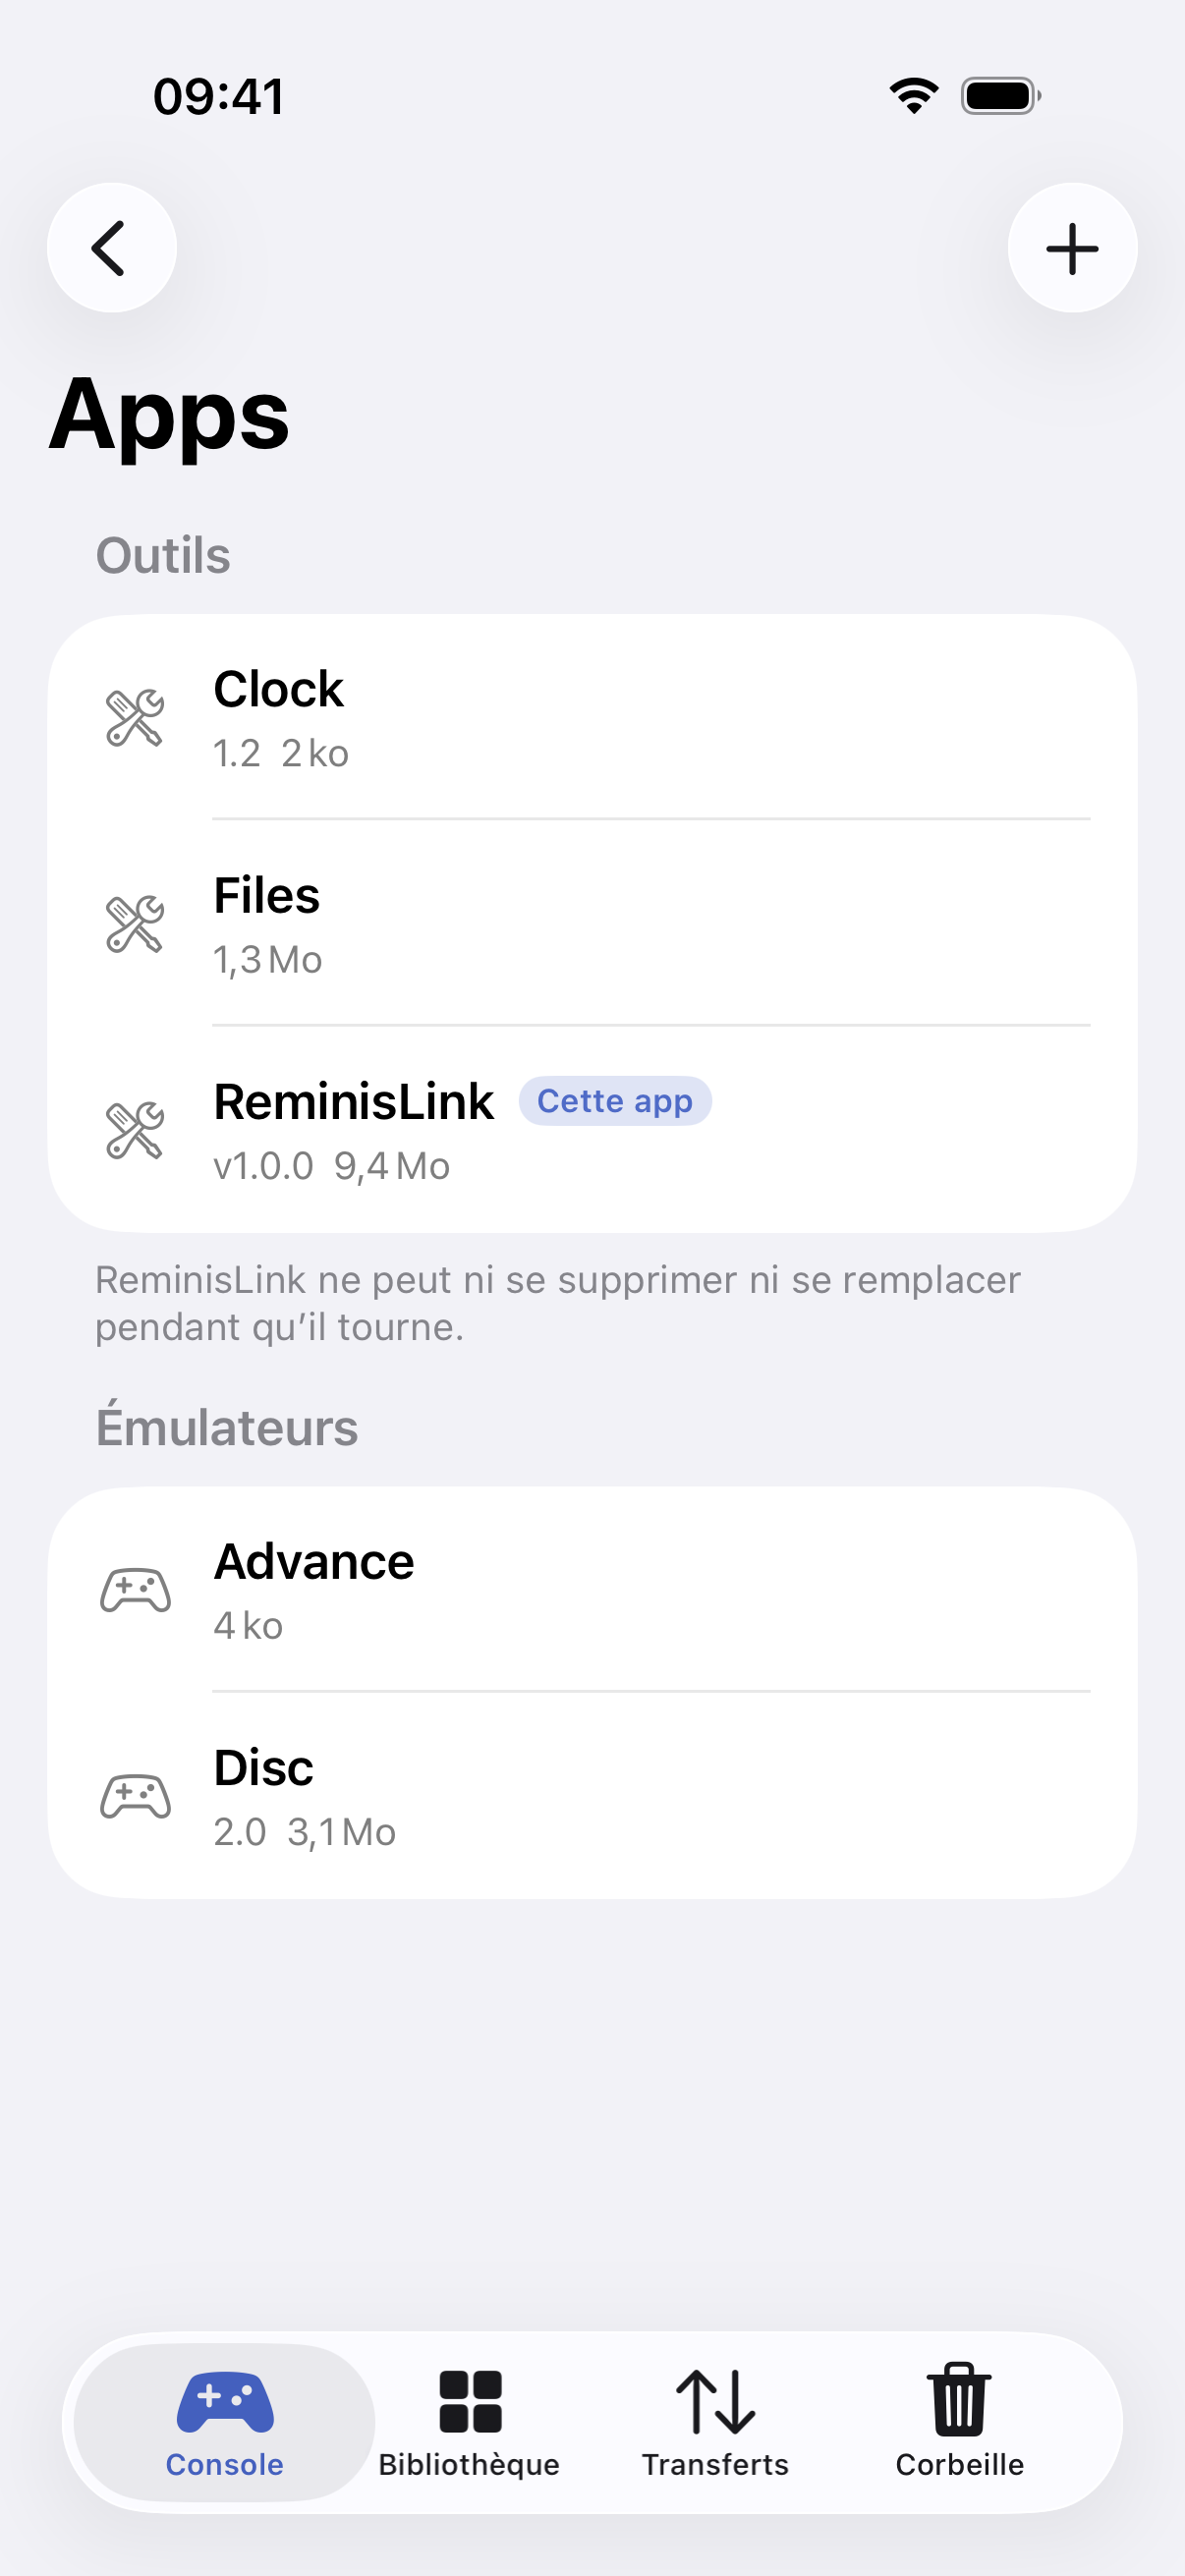 09:41
Apps
Outils
Clock
1.2 2 ko
Files
1,3 Mo
ReminisLink Cette app
v1.0.0 9,4 Mo
ReminisLink ne peut ni se supprimer ni se remplacer
pendant qu’il tourne.
Émulateurs
Advance
4 ko
Disc
2.0 3,1 Mo
Console Bibliothèque Transferts Corbeille